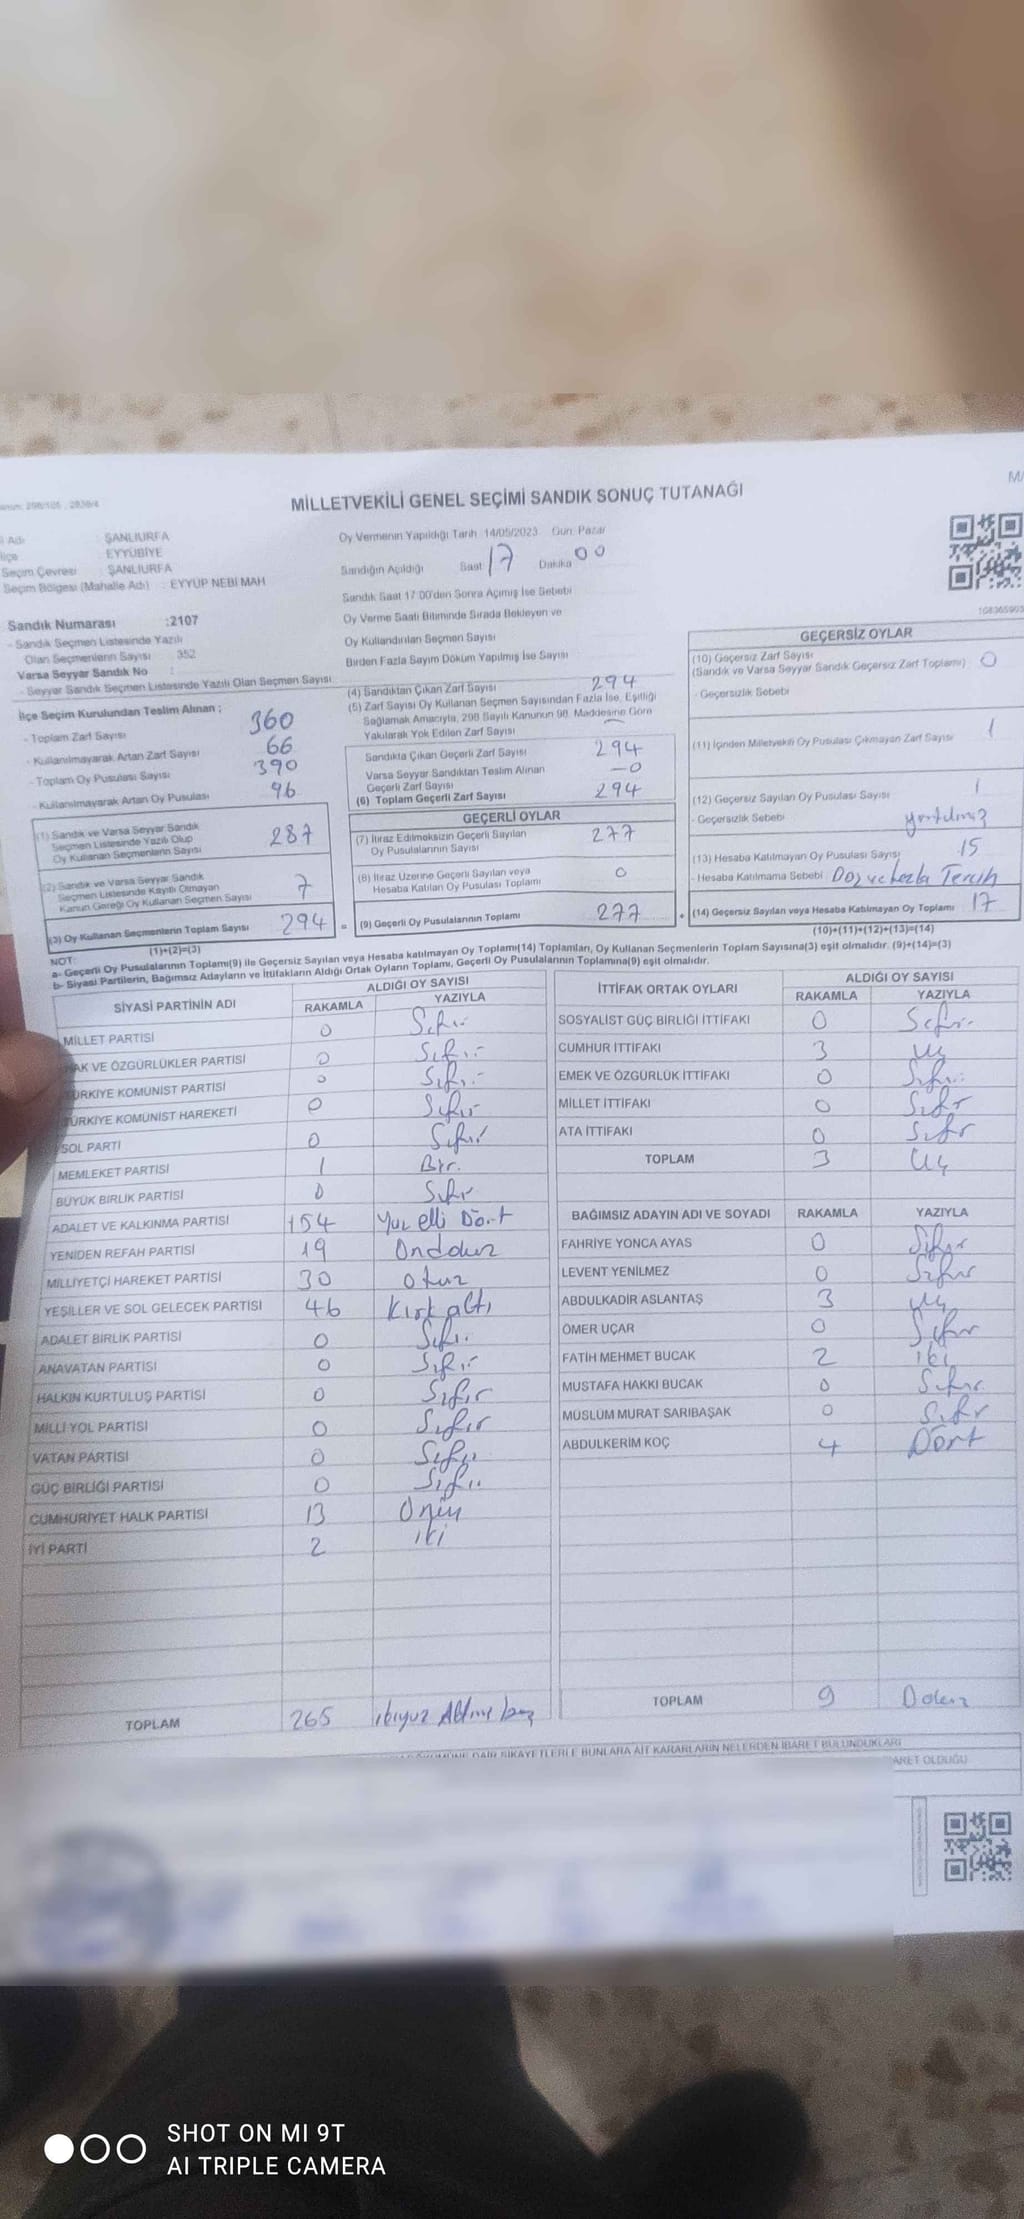 MİLLETVEKİLİ GENEL SEÇİMİ SANDIK SONUÇ TUTANAĞI
Adı ŞANLIURFA
İlçe : EYYÜBİYE
Seçim Çevresi : ŞANLIURFA
Seçim Bölgesi (Mahalle Adı) : EYYÜP NEBİ MAH
Sandık Numarası :2107
- Sandık Seçmen Listesinde Yazılı
Olan Seçmenlerin Sayısı 352
Varsa Seyyar Sandık No
- Seyyar Sandık Seçmen Listesinde Yazılı Olan Seçmen Sayısı
Oy Vermenin Yapıldığı Tarih 14/05/2023 Gün: Pazar
Sandığın Açıldığı Saat 17 Dakika 00
Sandık Saat 17:00'den Sonra Açımış İse Sebebi
Oy Verme Saati Bitiminde Sırada Bekleyen ve
Oy Kullandırılan Seçmen Sayısı
Birden Fazla Sayım Döküm Yapılmış İse Sayısı
İlçe Seçim Kurulundan Teslim Alınan ;
- Toplam Zarf Sayısı 360
- Kullanılmayarak Artan Zarf Sayısı 66
- Toplam Oy Pusulası Sayısı 390
- Kullanılmayarak Artan Oy Pusulası 96
(1) Sandık ve Varsa Seyyar Sandık
Seçmen Listesinde Yazılı Olup
Oy Kullanan Seçmenlerin Sayısı 287
(2) Sandık ve Varsa Seyyar Sandık
Seçmen Listesinde Kayıtlı Olmayan
Kanun Gereği Oy Kullanan Seçmen Sayısı 7
(3) Oy Kullanan Seçmenlerin Toplam Sayısı 294 =
(1)+(2)=(3)
(4) Sandıktan Çıkan Zarf Sayısı 294
(5) Zarf Sayısı Oy Kullanan Seçmen Sayısından Fazla İse, Eşitliği
Sağlamak Amacıyla, 298 Sayılı Kanunun 98. Maddesine Göre
Yakılarak Yok Edilen Zarf Sayısı
Sandıkta Çıkan Geçerli Zarf Sayısı 294
Varsa Seyyar Sandıktan Teslim Alınan
Geçerli Zarf Sayısı —0
(6) Toplam Geçerli Zarf Sayısı 294
GEÇERLİ OYLAR
(7) İtiraz Edilmeksizin Geçerli Sayılan
Oy Pusulalarının Sayısı 277
(8) İtiraz Üzerine Geçerli Sayılan veya
Hesaba Katılan Oy Pusulası Toplamı 0
(9) Geçerli Oy Pusulalarının Toplamı 277 +
GEÇERSİZ OYLAR
(10) Geçersiz Zarf Sayısı
(Sandık ve Varsa Seyyar Sandık Geçersiz Zarf Toplamı) 0
- Geçersizlik Sebebi
(11) İçinden Milletvekili Oy Pusulası Çıkmayan Zarf Sayısı 1
(12) Geçersiz Sayılan Oy Pusulası Sayısı 1
- Geçersizlik Sebebi
(13) Hesaba Katılmayan Oy Pusulası Sayısı 15
- Hesaba Katılmama Sebebi Tercih
(14) Geçersiz Sayılan veya Hesaba Katılmayan Oy Toplamı 17
(10)+(11)+(12)+(13)=(14)
NOT:
a- Geçerli Oy Pusulalarının Toplamı(9) ile Geçersiz Sayılan veya Hesaba katılmayan Oy Toplamı(14) Toplamları, Oy Kullanan Seçmenlerin Toplam Sayısına(3) eşit olmalıdır. (9)+(14)=(3)
b- Siyasi Partilerin, Bağımsız Adayların ve İttifakların Aldığı Ortak Oyların Toplamı, Geçerli Oy Pusulalarının Toplamına(9) eşit olmalıdır.
SİYASİ PARTİNİN ADI ALDIĞI OY SAYISI
RAKAMLA YAZIYLA
MİLLET PARTİSİ 0 Sıfır
HAK VE ÖZGÜRLÜKLER PARTİSİ 0 Sıfır
TÜRKİYE KOMÜNİST PARTİSİ 0 Sıfır
TÜRKİYE KOMÜNİST HAREKETİ 0 Sıfır
SOL PARTİ 0 Sıfır
MEMLEKET PARTİSİ 1 Bir.
BÜYÜK BİRLİK PARTİSİ 0 Sıfır
ADALET VE KALKINMA PARTİSİ 154 Yüz elli Dört
YENİDEN REFAH PARTİSİ 19 Ondokuz
MİLLİYETÇİ HAREKET PARTİSİ 30 otuz
YEŞİLLER VE SOL GELECEK PARTİSİ 46 Kırk altı
ADALET BİRLİK PARTİSİ 0 Sıfır
ANAVATAN PARTİSİ 0 Sıfır
HALKIN KURTULUŞ PARTİSİ 0 Sıfır
MİLLİ YOL PARTİSİ 0 Sıfır
VATAN PARTİSİ 0 Sıfır
GÜÇ BİRLİĞİ PARTİSİ 0 Sıfır
CUMHURİYET HALK PARTİSİ 13 Onüç
İYİ PARTİ 2 iki
TOPLAM 265 ikiyüz Altmış beş
İTTİFAK ORTAK OYLARI ALDIĞI OY SAYISI
RAKAMLA YAZIYLA
SOSYALİST GÜÇ BİRLİĞİ İTTİFAKI 0 Sıfır
CUMHUR İTTİFAKI 3 üç
EMEK VE ÖZGÜRLÜK İTTİFAKI 0 Sıfır
MİLLET İTTİFAKI 0 Sıfır
ATA İTTİFAKI 0 Sıfır
TOPLAM 3 Üç
BAĞIMSIZ ADAYIN ADI VE SOYADI RAKAMLA YAZIYLA
FAHRİYE YONCA AYAS 0 Sıfır
LEVENT YENİLMEZ 0 Sıfır
ABDULKADİR ASLANTAŞ 3 üç
ÖMER UÇAR 0 Sıfır
FATİH MEHMET BUCAK 2 iki
MUSTAFA HAKKI BUCAK 0 Sıfır
MÜSLÜM MURAT SARIBAŞAK 0 Sıfır
ABDULKERİM KOÇ 4 Dört
TOPLAM 9 Dokuz
DAİR ŞİKAYETLERLE BUNLARA AİT KARARLARIN NELERDEN İBARET BULUNDUKLARI
ARET OLDUĞU
SHOT ON MI 9T
AI TRIPLE CAMERA